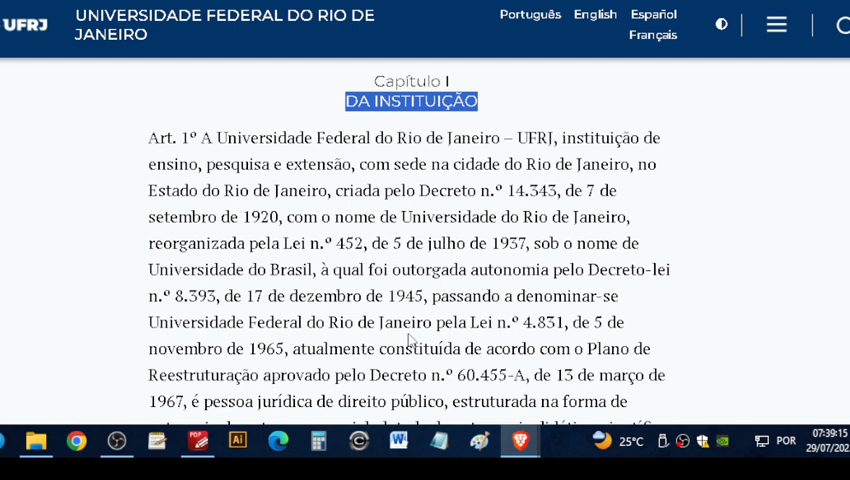 UFRJ
UNIVERSIDADE FEDERAL DO RIO DE
JANEIRO
Português English Español
Français
Capítulo I
DA INSTITUIÇÃO
Art. 1º A Universidade Federal do Rio de Janeiro – UFRJ, instituição de
ensino, pesquisa e extensão, com sede na cidade do Rio de Janeiro, no
Estado do Rio de Janeiro, criada pelo Decreto n.º 14.343, de 7 de
setembro de 1920, com o nome de Universidade do Rio de Janeiro,
reorganizada pela Lei n.º 452, de 5 de julho de 1937, sob o nome de
Universidade do Brasil, à qual foi outorgada autonomia pelo Decreto-lei
n.º 8.393, de 17 de dezembro de 1945, passando a denominar-se
Universidade Federal do Rio de Janeiro pela Lei n.º 4.831, de 5 de
novembro de 1965, atualmente constituída de acordo com o Plano de
Reestruturação aprovado pelo Decreto n.º 60.455-A, de 13 de março de
1967, é pessoa jurídica de direito público, estruturada na forma de
PDF
Ai
W
25°C
POR
07:39:15
29/07/202